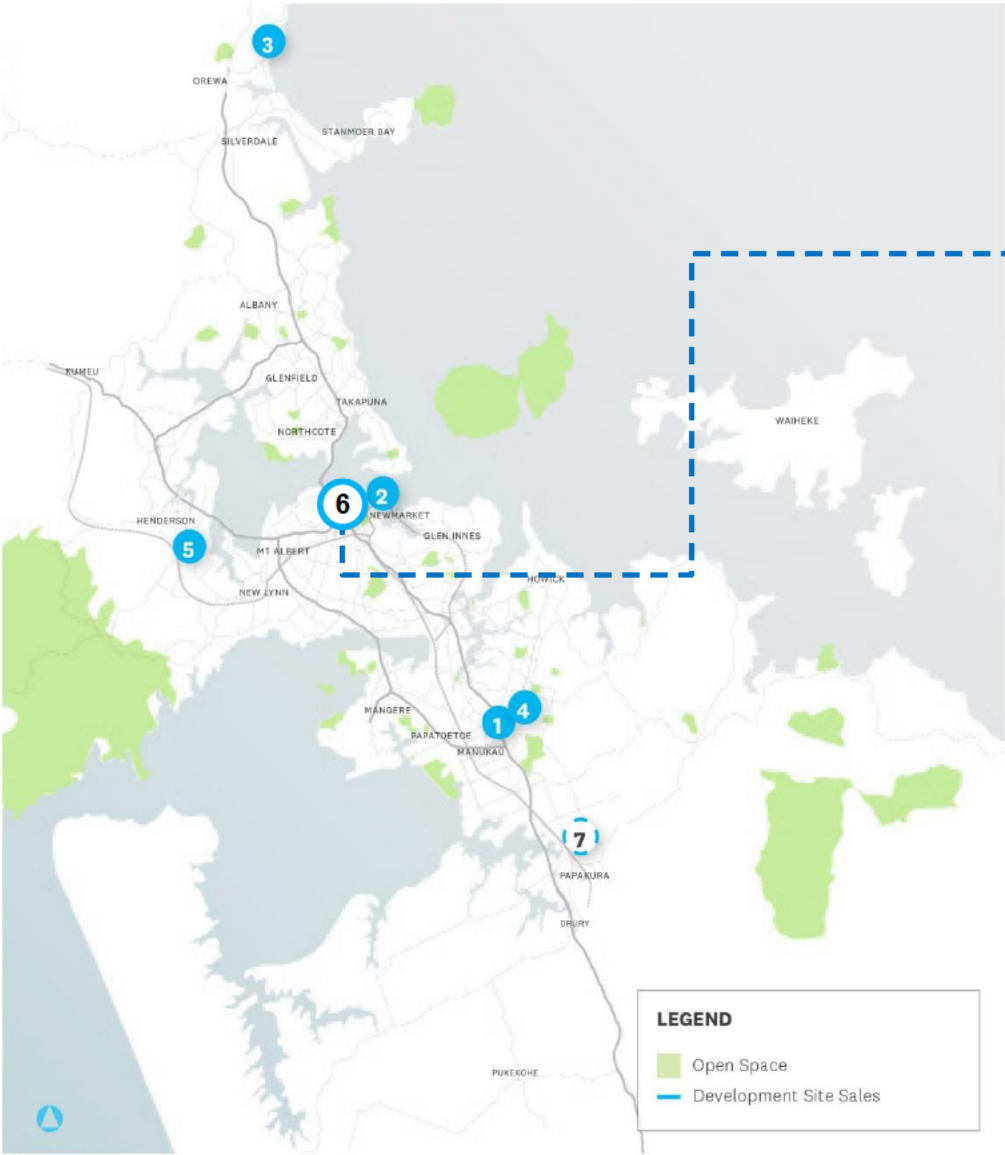 3
OREWA
STANMOER BAY
SILVERDALE
ALBANY
KUMEU
GLENFIELD
TAKAPUNA
WAIHEKE
NORTHCOTE
6
2
NEWMARKET
HENDERSON
GLEN INNES
5
MT ALBERT
HOWICK
NEW LYNN
MANGERE
4
1
PAPATOETOE
MANUKAU
7
PAPAKURA
DRURY
LEGEND
Open Space
PUKEKOHE
Development Site Sales